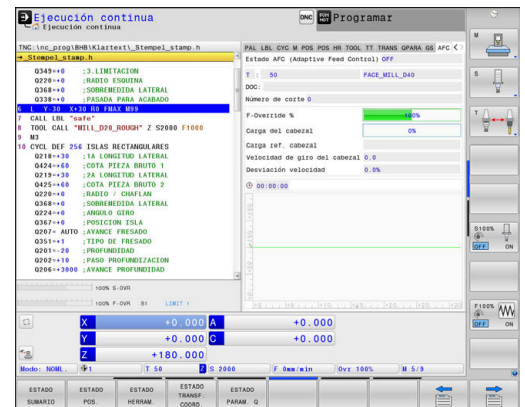 Ejecución continua
Ejecución continua
DNC
Programar
TNC:\nc_prog\BHB\Klartext\_Stempel_stamp.h
→_Stempel_stamp.h
Q349=+0 ;3.LIMITACION
Q220=+0 ;RADIO ESQUINA
Q368=+0 ;SOBREMEDIDA LATERAL
Q338=+0 ;PASADA PARA ACABADO
6 L Y-30 X+30 R0 FMAX M99
7 CALL LBL "safe"
8 TOOL CALL "MILL_D20_ROUGH" Z S2000 F1000
9 M3
10 CYCL DEF 256 ISLAS RECTANGULARES
Q218=+30 ;1A LONGITUD LATERAL
Q424=+60 ;COTA PIEZA BRUTO 1
Q219=+30 ;2A LONGITUD LATERAL
Q425=+60 ;COTA PIEZA BRUTO 2
Q220=+0 ;RADIO / CHAFLAN
Q368=+0 ;SOBREMEDIDA LATERAL
Q224=+0 ;ANGULO GIRO
Q367=+0 ;POSICION ISLA
Q207= AUTO ;AVANCE FRESADO
Q351=+1 ;TIPO DE FRESADO
Q201=-20 ;PROFUNDIDAD
Q202=+10 ;PASO PROFUNDIZACION
Q206=+3000 ;AVANCE PROFUNDIDAD
100% S-OVR
100% F-OVR S1 LIMIT 1
PAL LBL CYC M POS POS HR TOOL TT TRANS QPARA GS AFC
Estado AFC (Adaptive Feed Control) OFF
T : 50 FACE_MILL_D40
DOC:
Número de corte 0
F-Override % 100%
Carga del cabezal 0%
Carga ref. cabezal
Velocidad de giro del cabezal 0.0
Desviación velocidad 0.0%
00:00:00
X +0.000 A +0.000
Y +0.000 C +0.000
Z +180.000
Modo: NOML. 1 T 50 Z S 2000 F 0mm/min Ovr 100% M 5/9
M
S
T
S100%
OFF ON
F100%
OFF ON
ESTADO SUMARIO
ESTADO POS.
ESTADO HERRAM.
ESTADO TRANSF. COORD.
ESTADO PARAM. Q